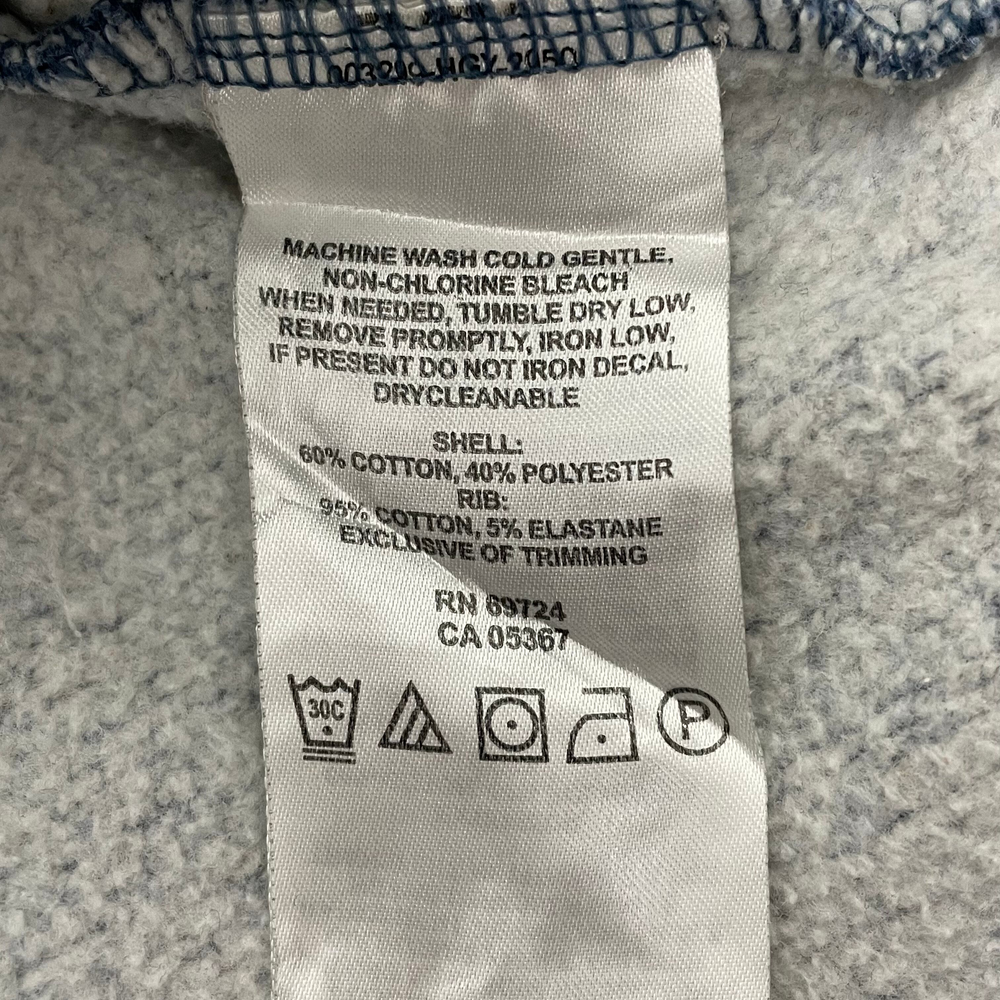 MACHINE WASH COLD GENTLE,
NON-CHLORINE BLEACH
WHEN NEEDED, TUMBLE DRY LOW,
REMOVE PROMPTLY, IRON LOW,
IF PRESENT DO NOT IRON DECAL,
DRYCLEANABLE
SHELL:
60% COTTON, 40% POLYESTER
RIB:
95% COTTON, 5% ELASTANE
EXCLUSIVE OF TRIMMING
RN 69724
CA 05367
30C
P